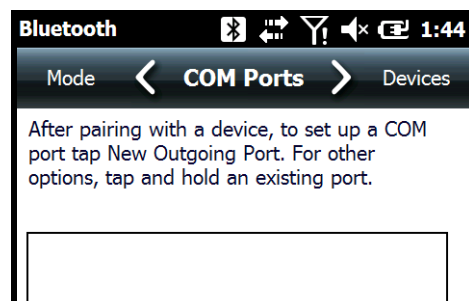 Bluetooth 1:44
Mode COM Ports Devices
After pairing with a device, to set up a COM
port tap New Outgoing Port. For other
options, tap and hold an existing port.